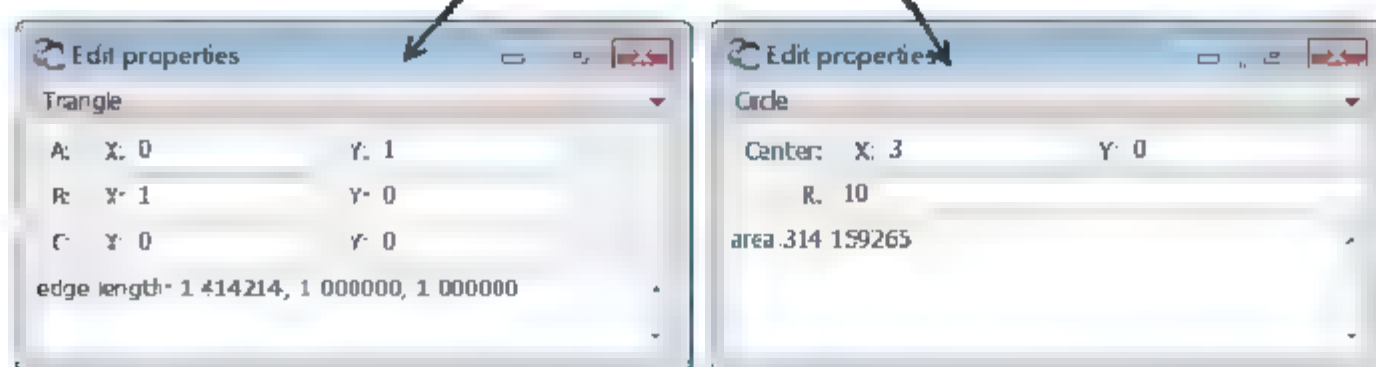 Edit properties
Triangle
A: X: 0 Y: 1
B: X: 1 Y: 0
C: X: 0 Y: 0
edge length: 1.414214, 1.000000, 1.000000
Edit properties
Circle
Center: X: 3 Y: 0
R: 10
area: 314.159265